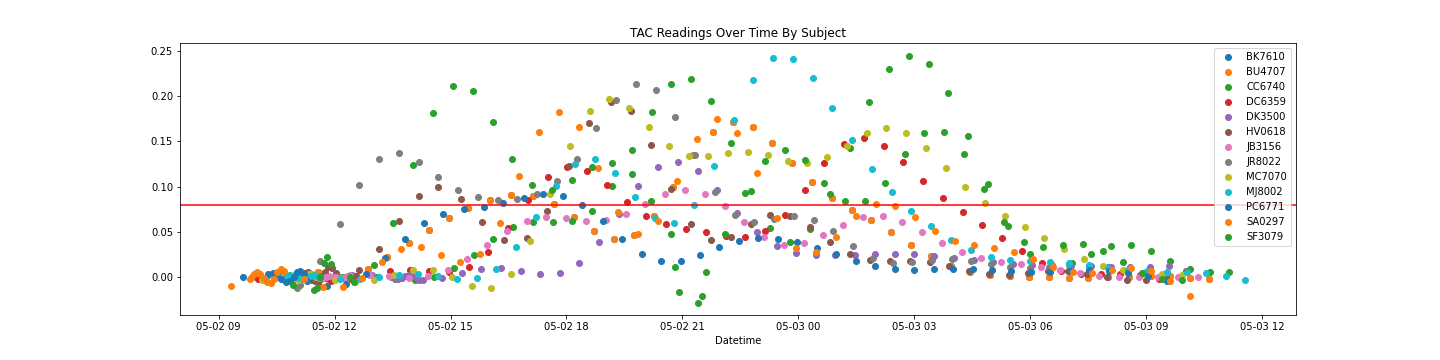 TAC Readings Over Time By Subject
0.25
0.20
0.15
0.10
0.05
0.00
BK7610
BU4707
CC6740
DC6359
DK3500
HV0618
JB3156
JR8022
MC7070
MJ8002
PC6771
SA0297
SF3079
05-02 09 05-02 12 05-02 15 05-02 18 05-02 21 05-03 00 05-03 03 05-03 06 05-03 09 05-03 12
Datetime